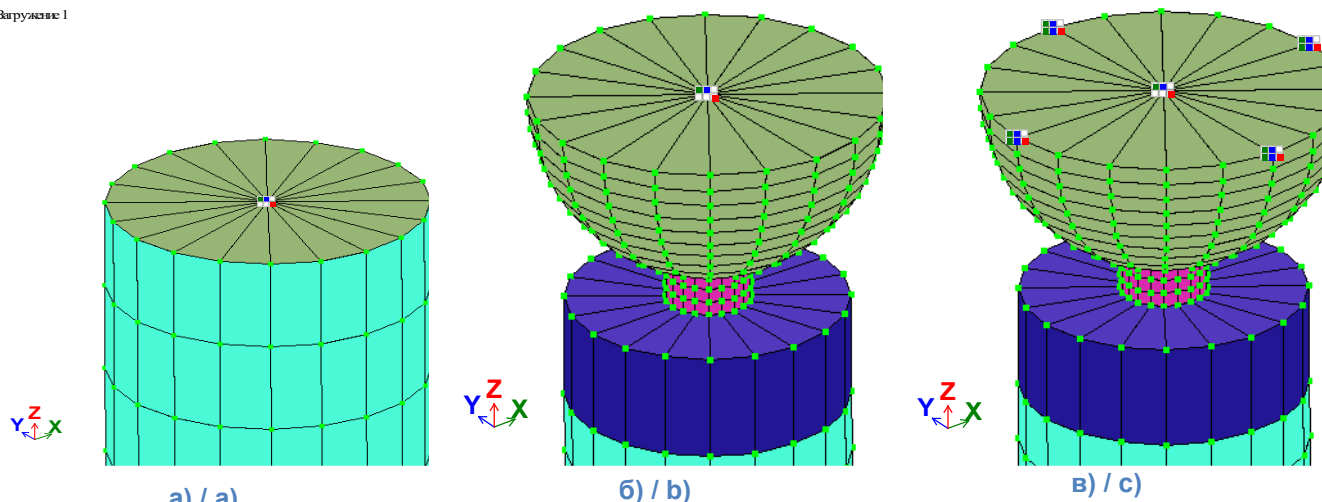 Загружение 1
Z
Y X
Z
Y X
Z
Y X
а) / a)
б) / b)
в) / c)